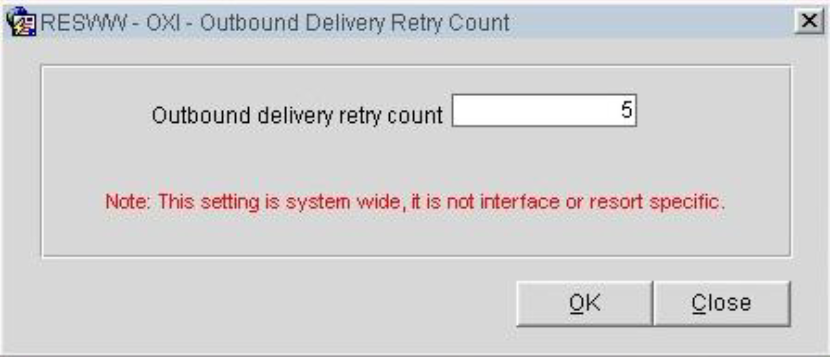 RESWW - OXI - Outbound Delivery Retry Count
Outbound delivery retry count 5
Note: This setting is system wide, it is not interface or resort specific.
OK Close